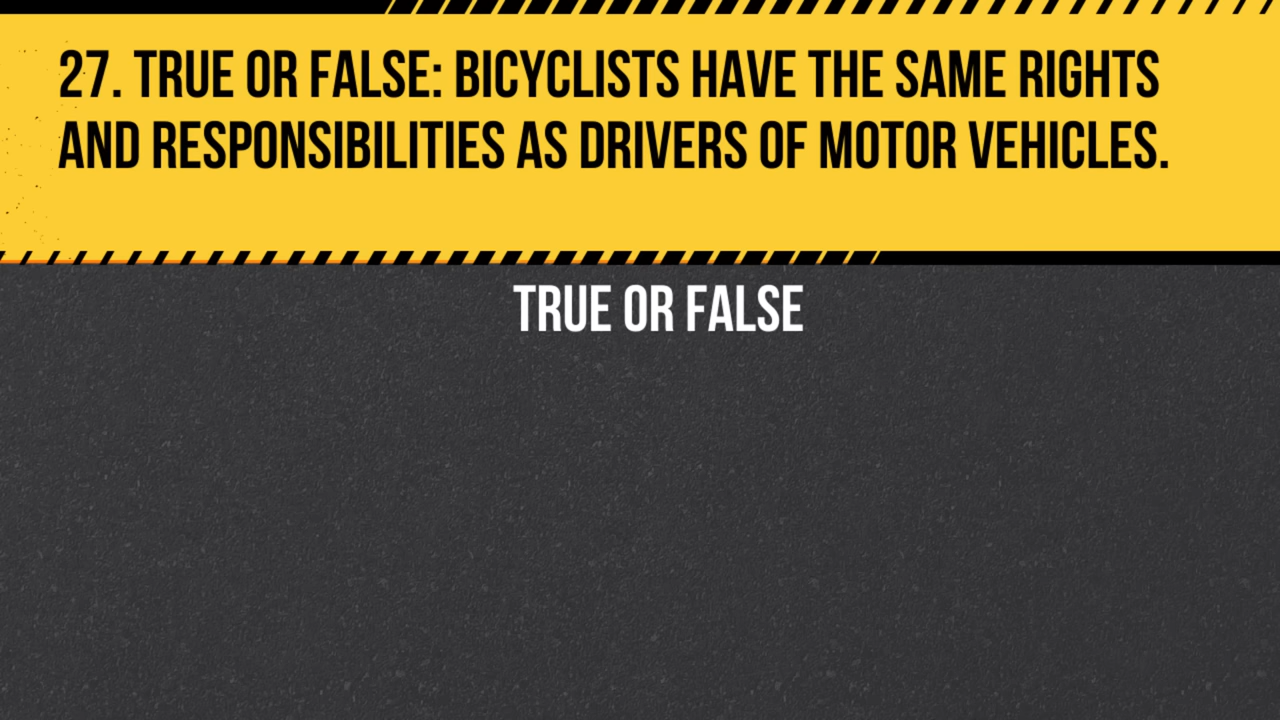 27. TRUE OR FALSE: BICYCLISTS HAVE THE SAME RIGHTS
AND RESPONSIBILITIES AS DRIVERS OF MOTOR VEHICLES.
TRUE OR FALSE